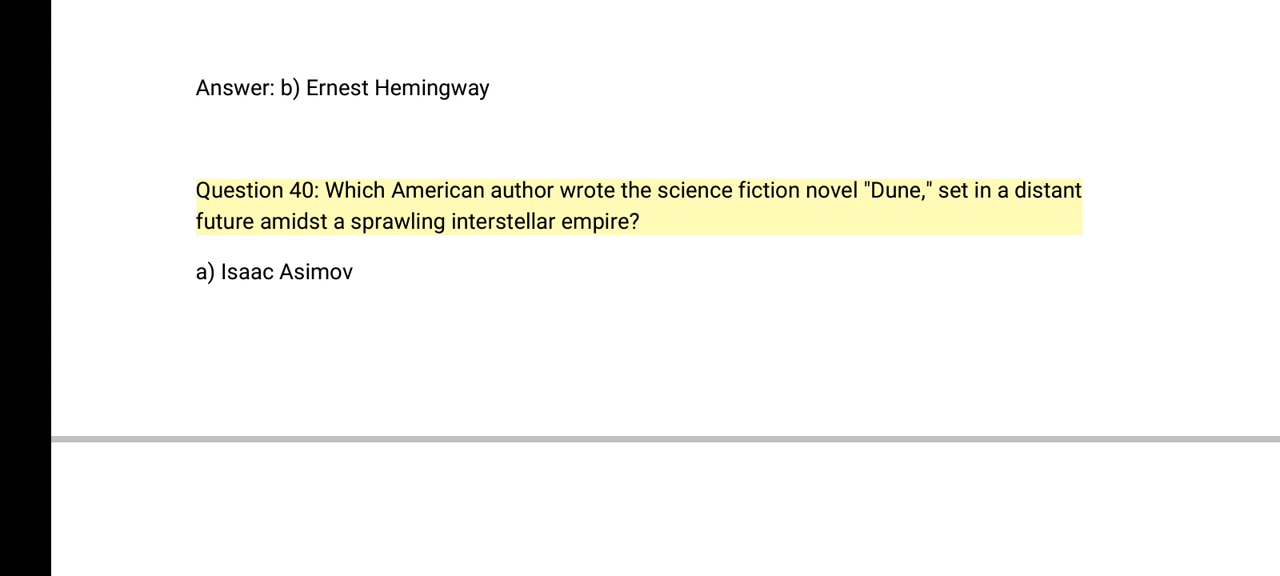 Answer: b) Ernest Hemingway
Question 40: Which American author wrote the science fiction novel "Dune," set in a distant
future amidst a sprawling interstellar empire?
a) Isaac Asimov